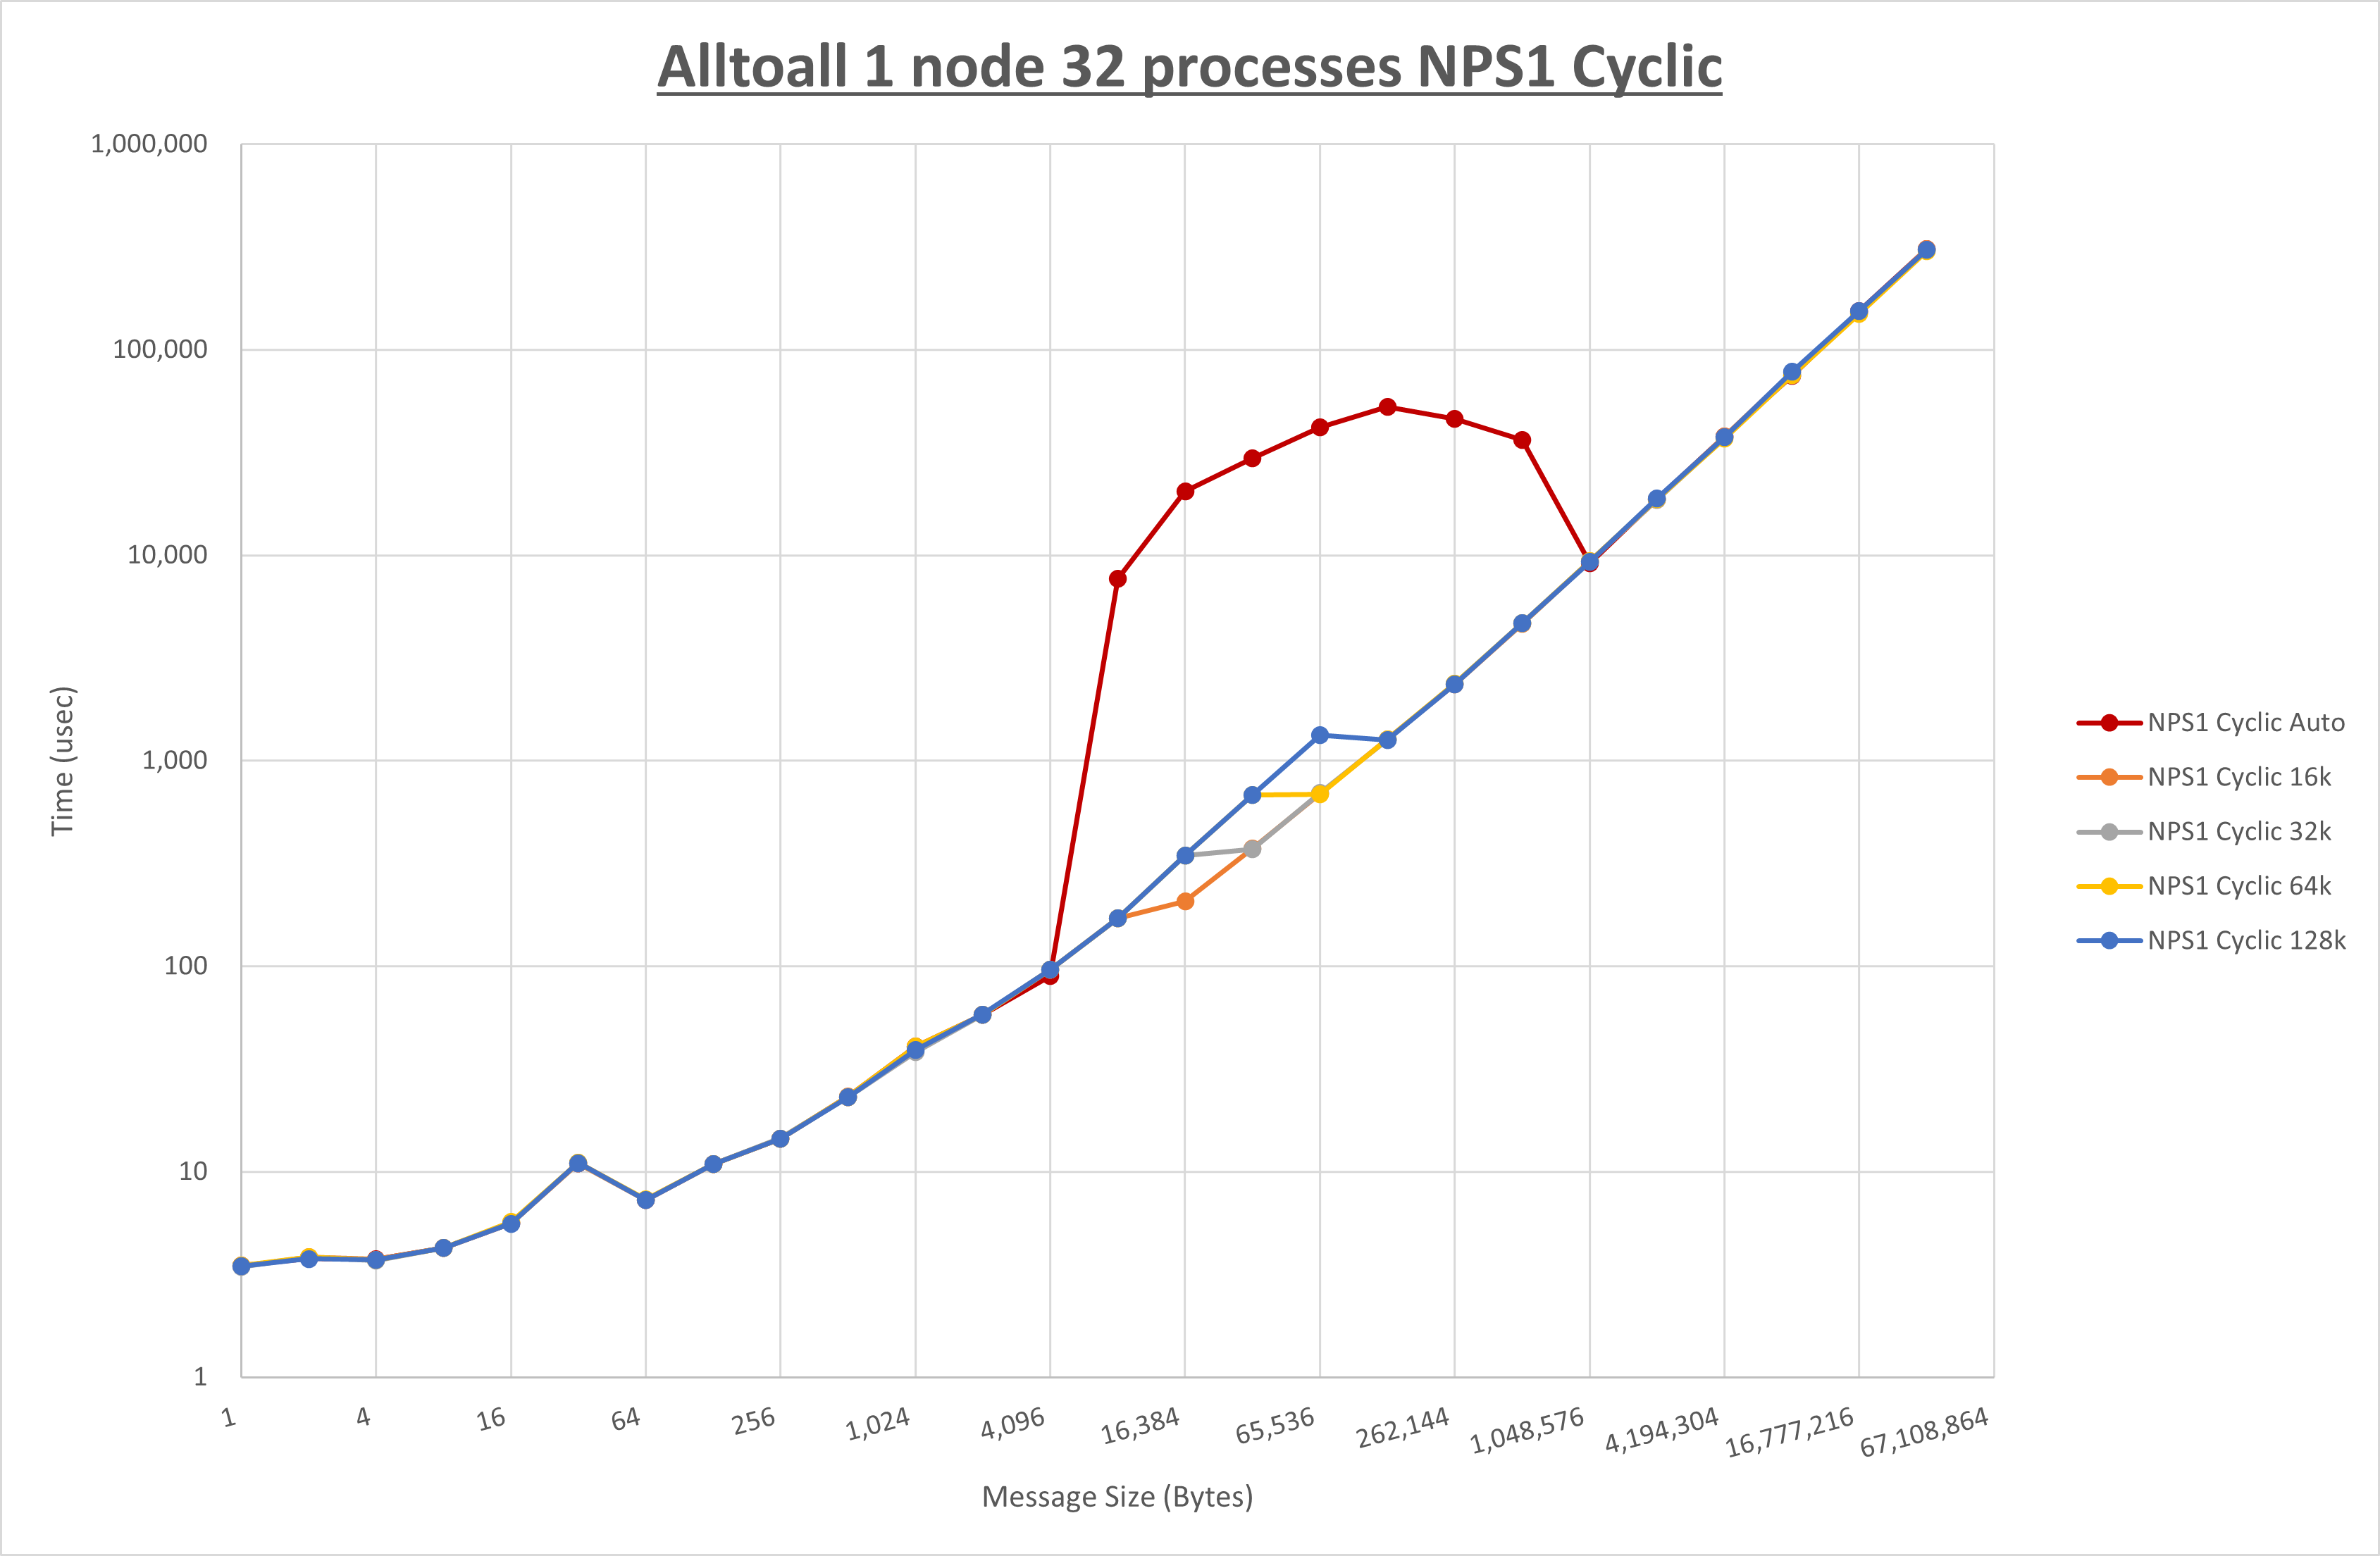 Alltoall 1 node 32 processes NPS1 Cyclic
1,000,000
100,000
10,000
1,000
100
10
1
Time (usec)
1
4
16
64
256
1,024
4,096
16,384
65,536
262,144
1,048,576
4,194,304
16,777,216
67,108,864
Message Size (Bytes)
NPS1 Cyclic Auto
NPS1 Cyclic 16k
NPS1 Cyclic 32k
NPS1 Cyclic 64k
NPS1 Cyclic 128k